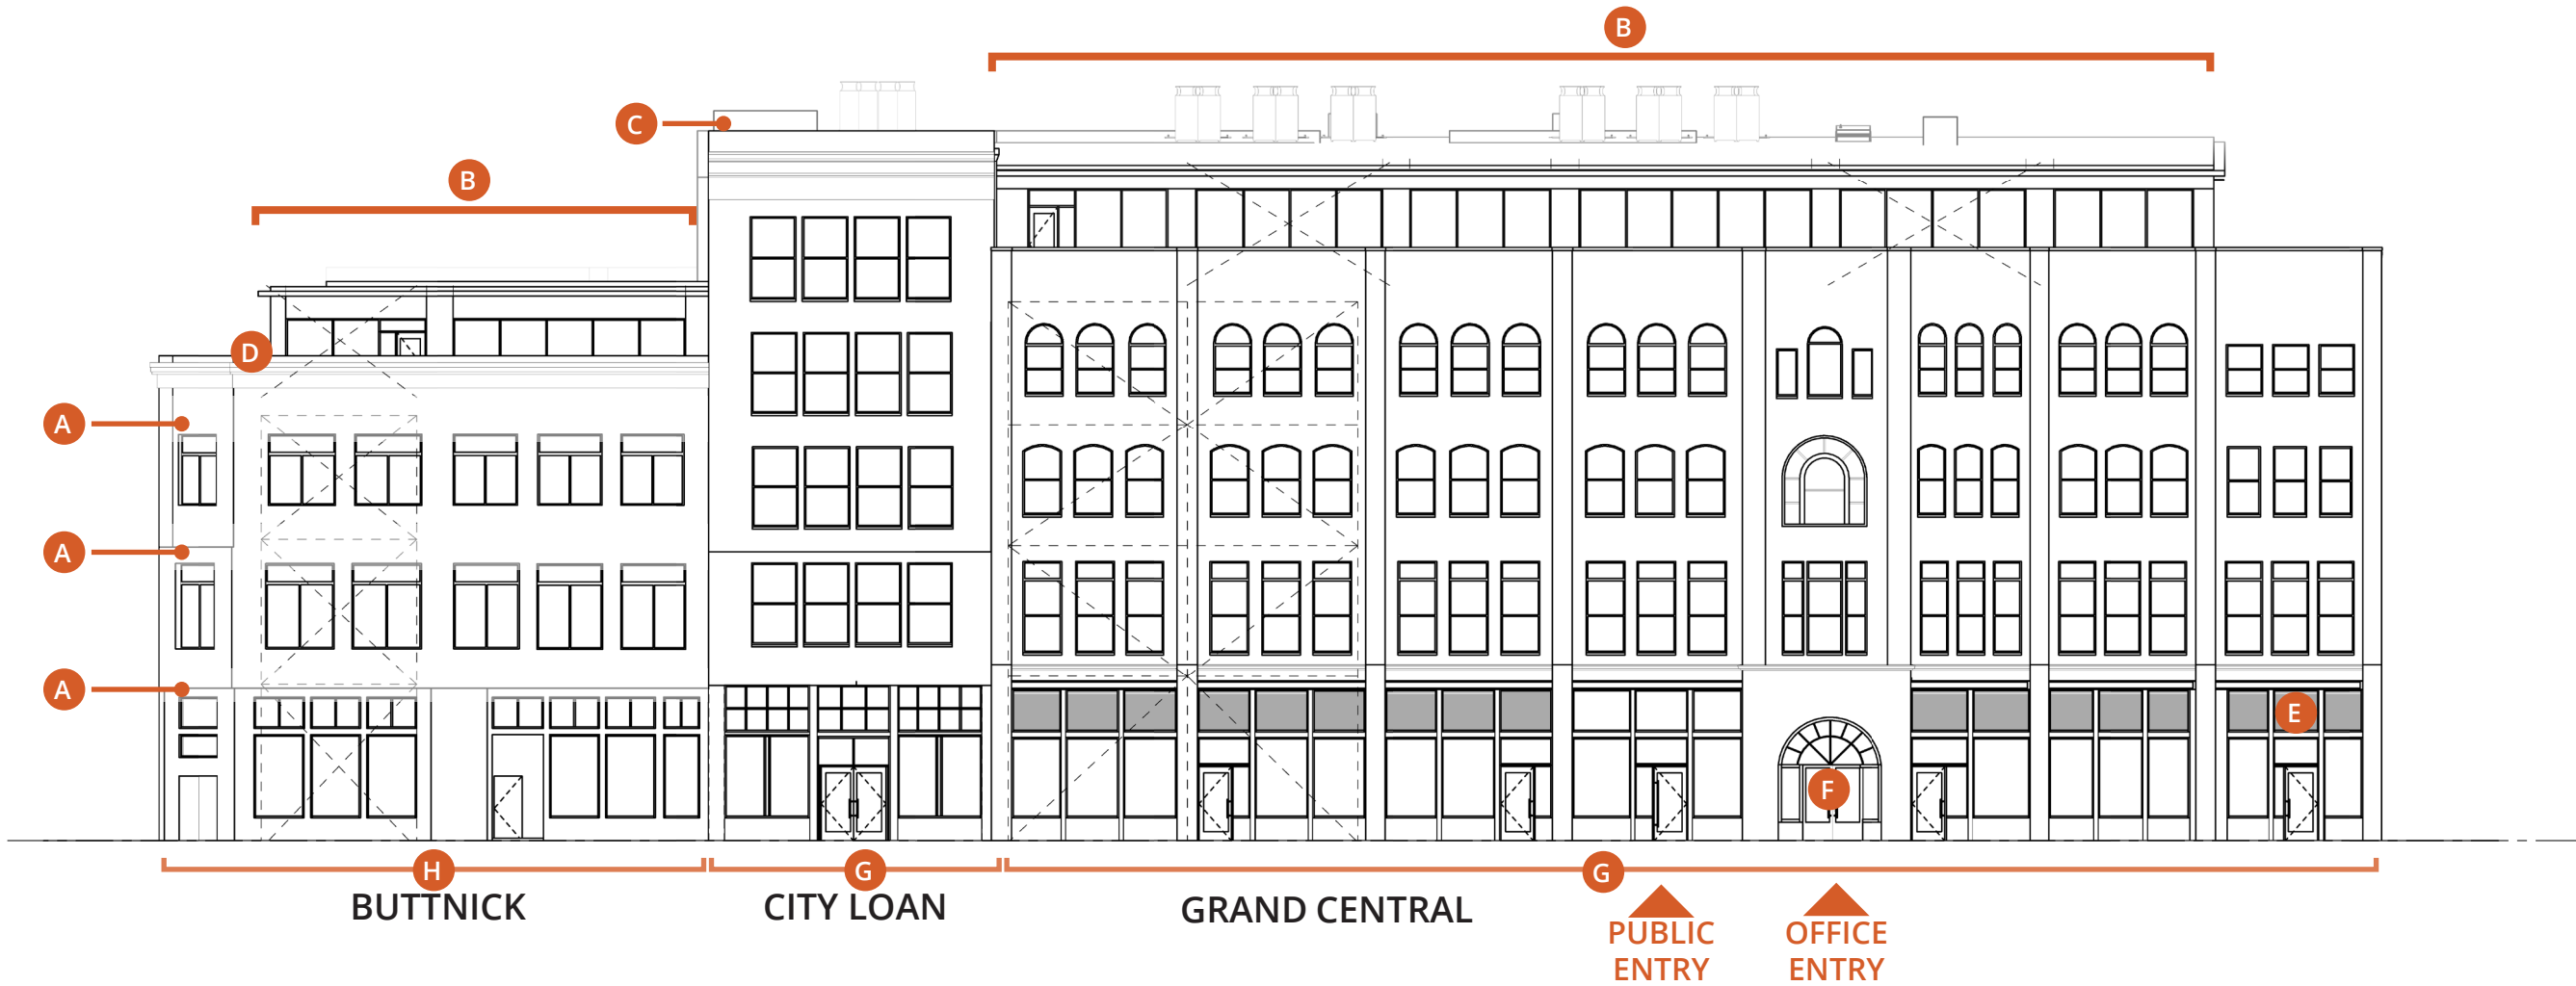 B
C
B
D
A
A
A
E
F
H
G
G
BUTTNICK
CITY LOAN
GRAND CENTRAL
PUBLIC
ENTRY
OFFICE
ENTRY